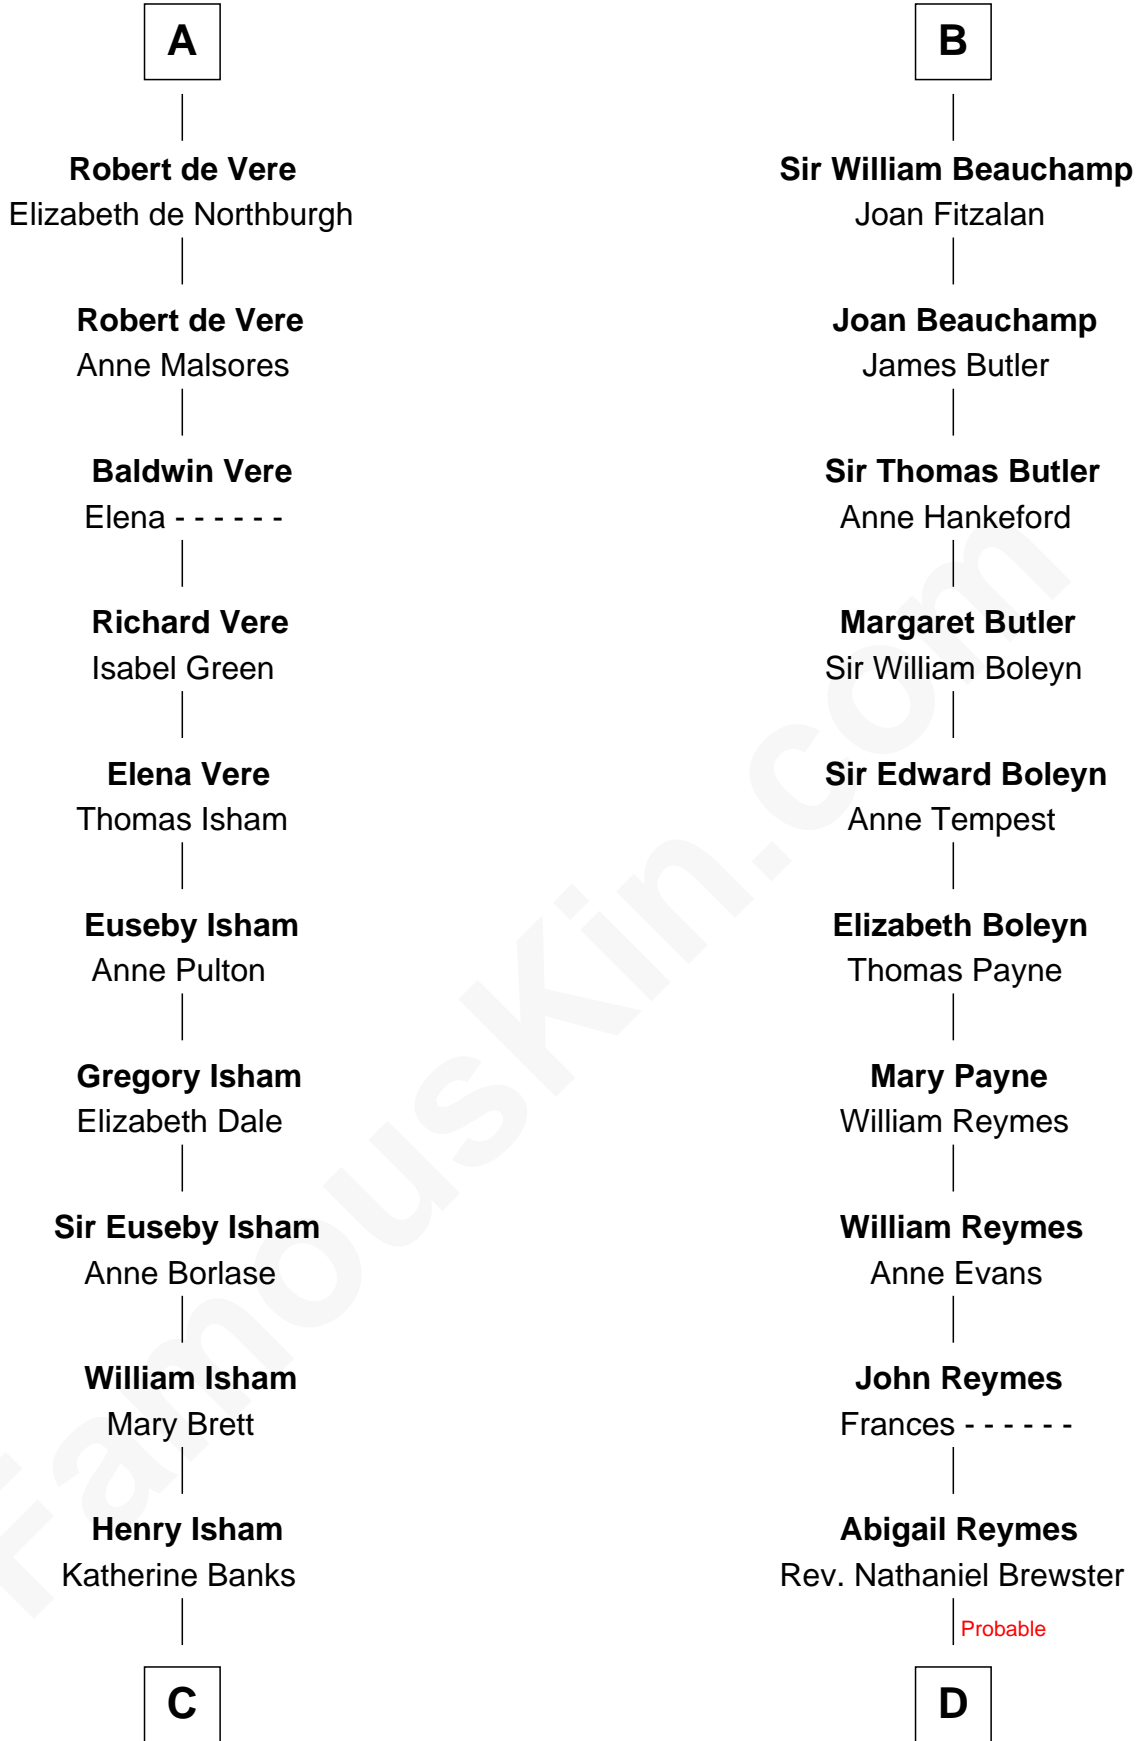 A
Robert de Vere
Elizabeth de Northburgh
Robert de Vere
Anne Malsores
Baldwin Vere
Elena - - - - - -
Richard Vere
Isabel Green
Elena Vere
Thomas Isham
Euseby Isham
Anne Pulton
Gregory Isham
Elizabeth Dale
Sir Euseby Isham
Anne Borlase
William Isham
Mary Brett
Henry Isham
Katherine Banks
C
B
Sir William Beauchamp
Joan Fitzalan
Joan Beauchamp
James Butler
Sir Thomas Butler
Anne Hankeford
Margaret Butler
Sir William Boleyn
Sir Edward Boleyn
Anne Tempest
Elizabeth Boleyn
Thomas Payne
Mary Payne
William Reymes
William Reymes
Anne Evans
John Reymes
Frances - - - - - -
Abigail Reymes
Rev. Nathaniel Brewster
Probable
D
FamousKin.com